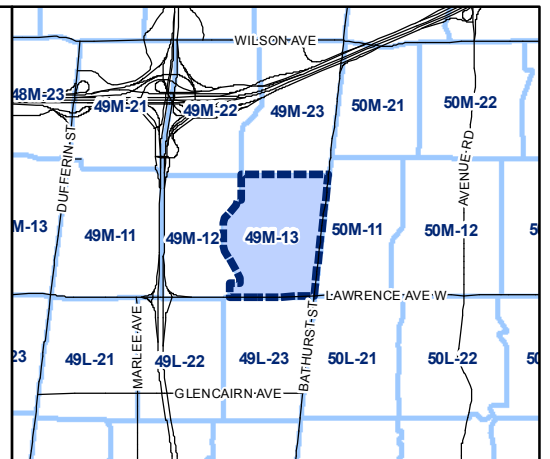 WILSON AVE
48M-23
49M-21
49M-22
49M-23
50M-21
50M-22
DUFFERIN ST
AVENUE RD
M-13
49M-11
49M-12
49M-13
50M-11
50M-12
5
LAWRENCE AVE W
MARLEE AVE
BATHURST ST
23
49L-21
49L-22
49L-23
50L-21
50L-22
50
GLENCAIRN AVE